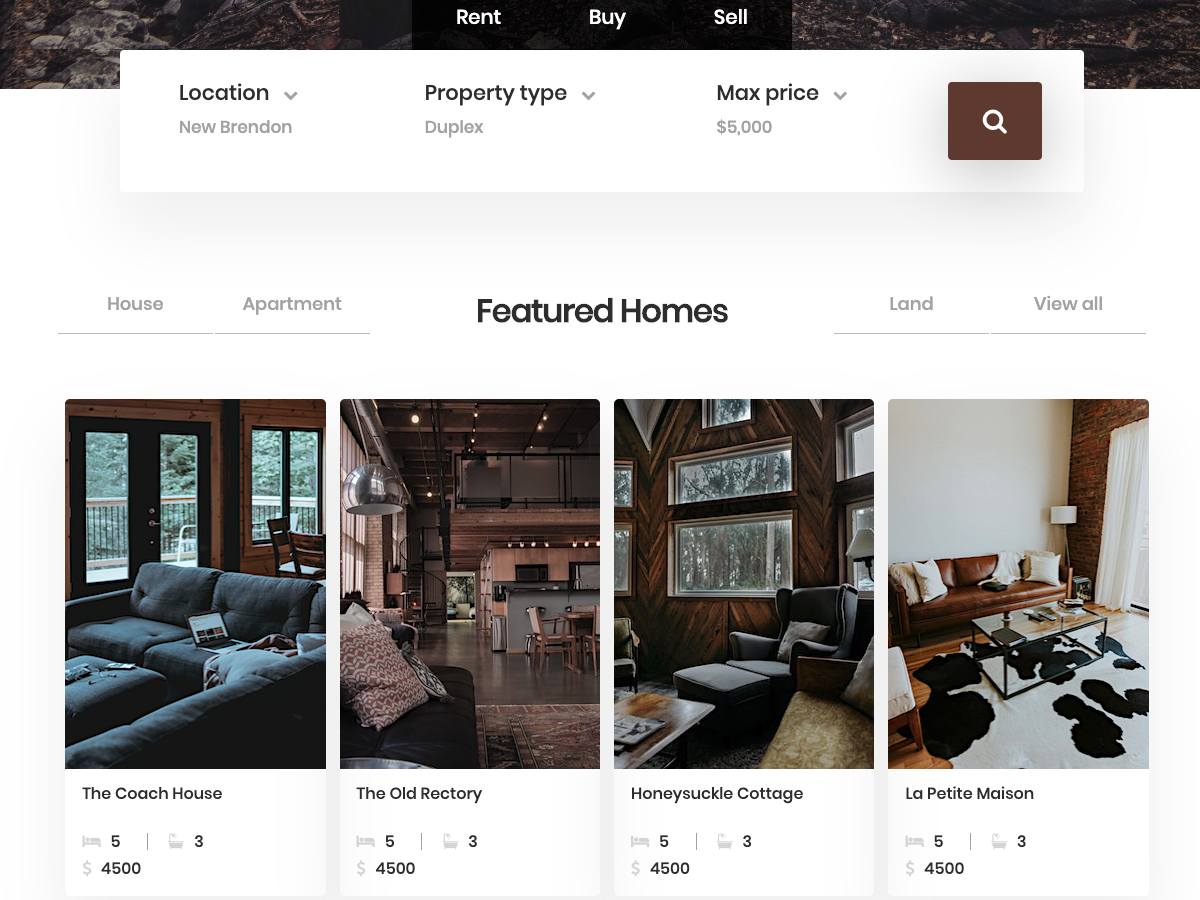 Rent Buy Sell
Location Property type Max price
New Brendon Duplex $5,000
House Apartment Featured Homes Land View all
The Coach House
5 3
$ 4500
The Old Rectory
5 3
$ 4500
Honeysuckle Cottage
5 3
$ 4500
La Petite Maison
5 3
$ 4500